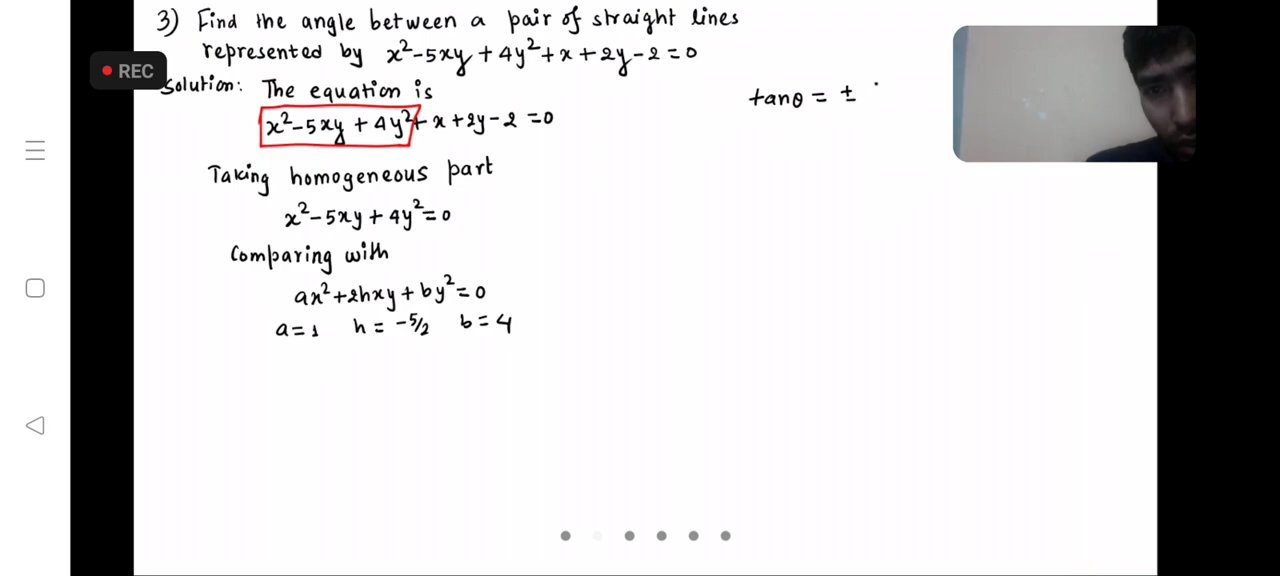 3) Find the angle between a pair of straight lines
represented by x²-5xy+4y²+x+2y-2=0
REC
Solution: The equation is
x²-5xy+4y²+x+2y-2=0
tanθ = ±
Taking homogeneous part
x²-5xy+4y²=0
Comparing with
ax²+2hxy+by²=0
a=1 h=-5/2 b=4